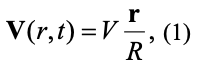 V(r,t) = V r/R, (1)